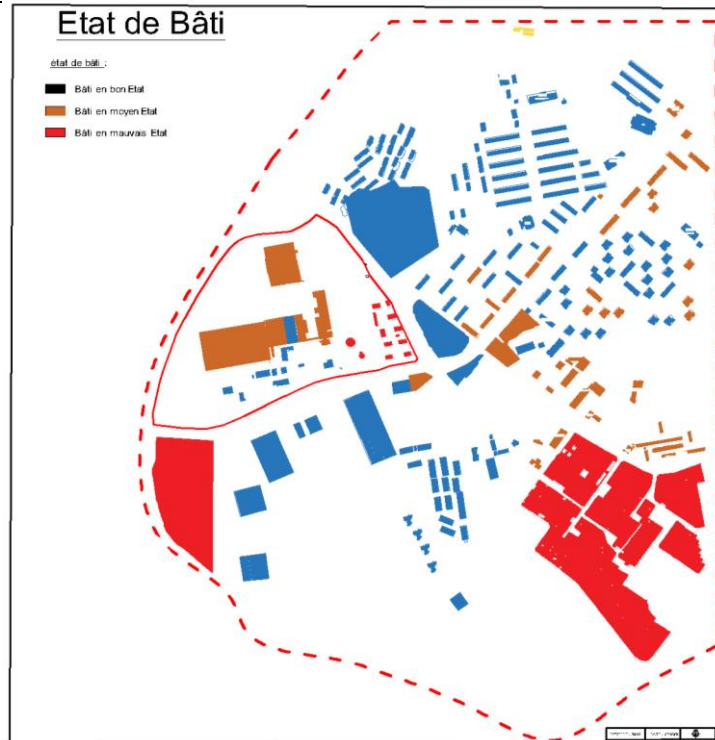 Etat de Bâti
état de bâti :
Bâti en bon Etat
Bâti en moyen Etat
Bâti en mauvais Etat